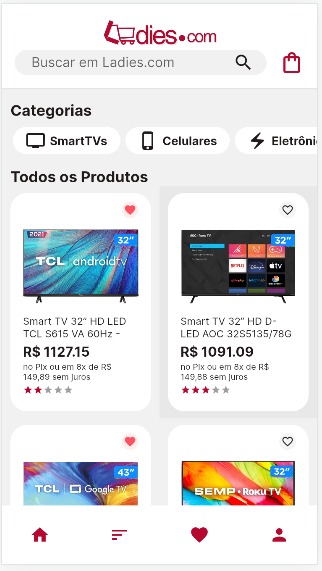 Ladies.com
Buscar em Ladies.com
Categorias
SmartTVs
Celulares
Eletrôni
Todos os Produtos
2021
32”
TCL androidtv
32”
Smart TV 32” HD LED
TCL S615 VA 60Hz -
R$ 1127.15
no Pix ou em 8x de R$
149,89 sem juros
Smart TV 32” HD D-
LED AOC 32S5135/78G
R$ 1091.09
no Pix ou em 8x de R$
149,88 sem juros
43”
TCL Google TV
32”
SEMP Roku TV